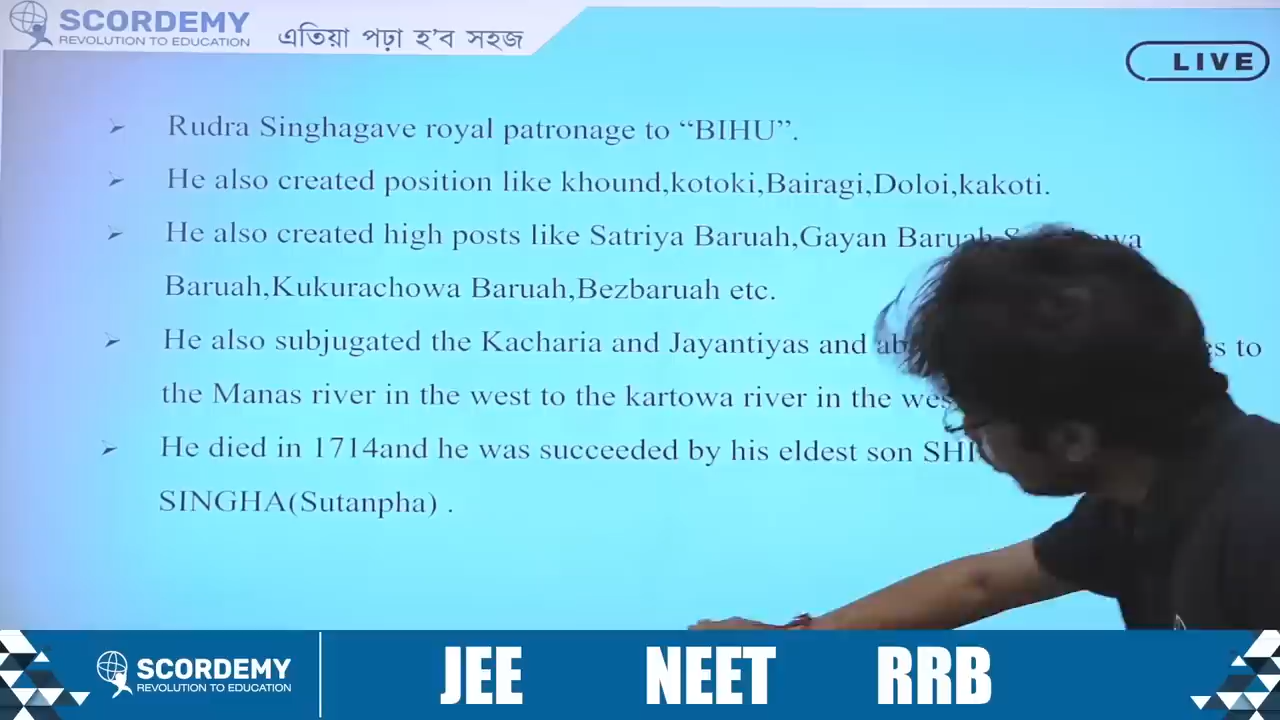 SCORDEMY
REVOLUTION TO EDUCATION
এতিয়া পঢ়া হ'ব সহজ
LIVE
Rudra Singhagave royal patronage to “BIHU”.
He also created position like khound,kotoki,Bairagi,Doloi,kakoti.
He also created high posts like Satriya Baruah,Gayan Baruah
Baruah,Kukurachowa Baruah,Bezbaruah etc.
He also subjugated the Kacharia and Jayantiyas and to
the Manas river in the west to the kartowa river in the
He died in 1714and he was succeeded by his eldest son
SINGHA(Sutanpha) .
SCORDEMY
REVOLUTION TO EDUCATION
JEE NEET RRB